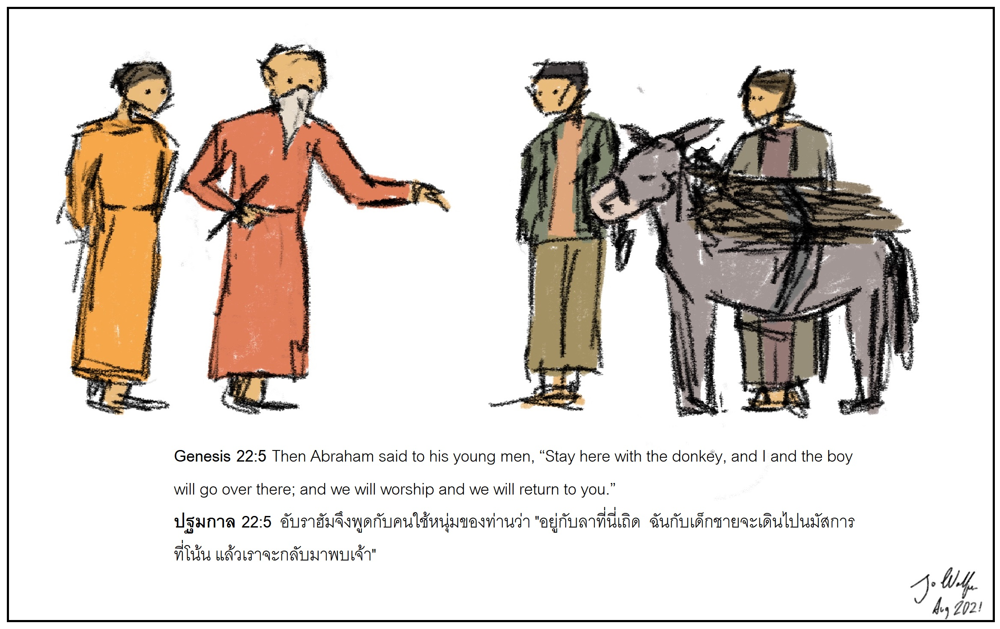 Genesis 22:5 Then Abraham said to his young men, “Stay here with the donkey, and I and the boy
will go over there; and we will worship and we will return to you.”
ปฐมกาล 22:5 อับราฮัมจึงพูดกับคนใช้หนุ่มของท่านว่า "อยู่กับลาที่นี่เถิด ฉันกับเด็กชายจะเดินไปนมัสการ
ที่โน้น แล้วเราจะกลับมาพบเจ้า"
Jo
Aug 2021